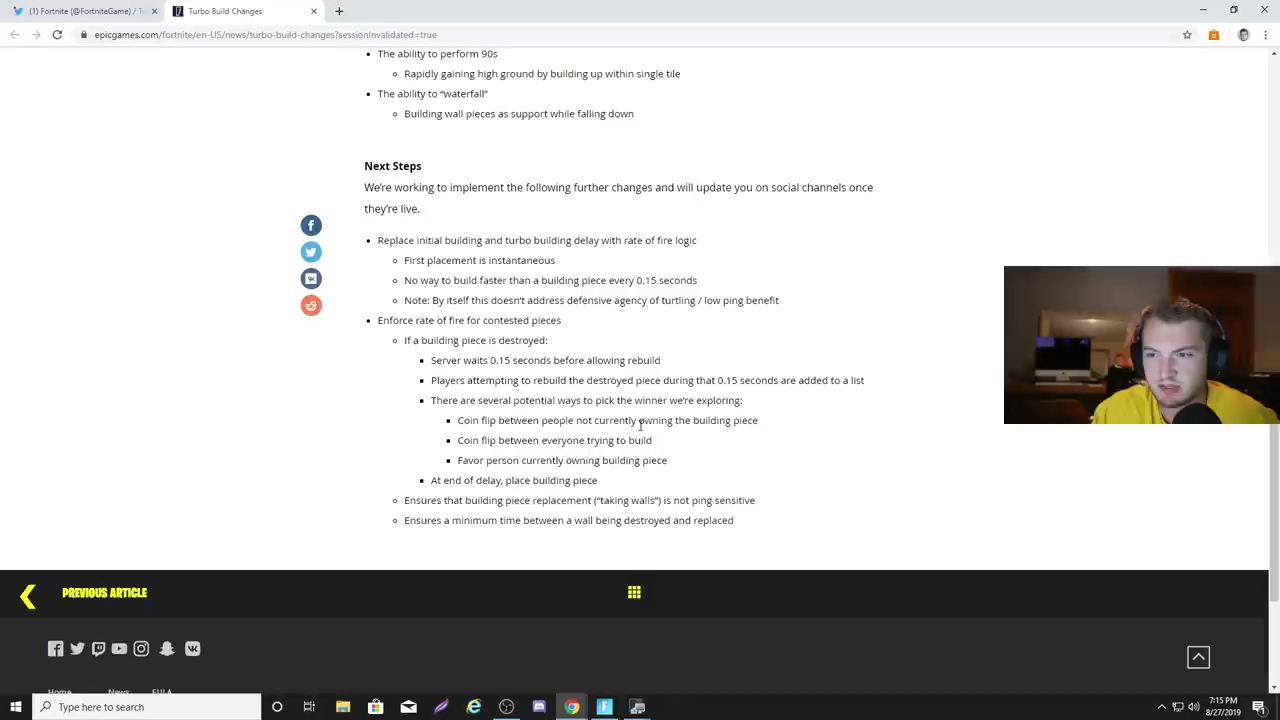 (1) Fortnite (@FortniteGame) / T
Turbo Build Changes
epicgames.com/fortnite/en-US/news/turbo-build-changes?sessionInvalidated=true
The ability to perform 90s
Rapidly gaining high ground by building up within single tile
The ability to “waterfall”
Building wall pieces as support while falling down
Next Steps
We’re working to implement the following further changes and will update you on social channels once
they’re live.
Replace initial building and turbo building delay with rate of fire logic
First placement is instantaneous
No way to build faster than a building piece every 0.15 seconds
Note: By itself this doesn’t address defensive agency of turtling / low ping benefit
Enforce rate of fire for contested pieces
If a building piece is destroyed:
Server waits 0.15 seconds before allowing rebuild
Players attempting to rebuild the destroyed piece during that 0.15 seconds are added to a list
There are several potential ways to pick the winner we’re exploring:
Coin flip between people not currently owning the building piece
Coin flip between everyone trying to build
Favor person currently owning building piece
At end of delay, place building piece
Ensures that building piece replacement (“taking walls”) is not ping sensitive
Ensures a minimum time between a wall being destroyed and replaced
PREVIOUS ARTICLE
Home News EULA
Type here to search
7:15 PM
8/27/2019